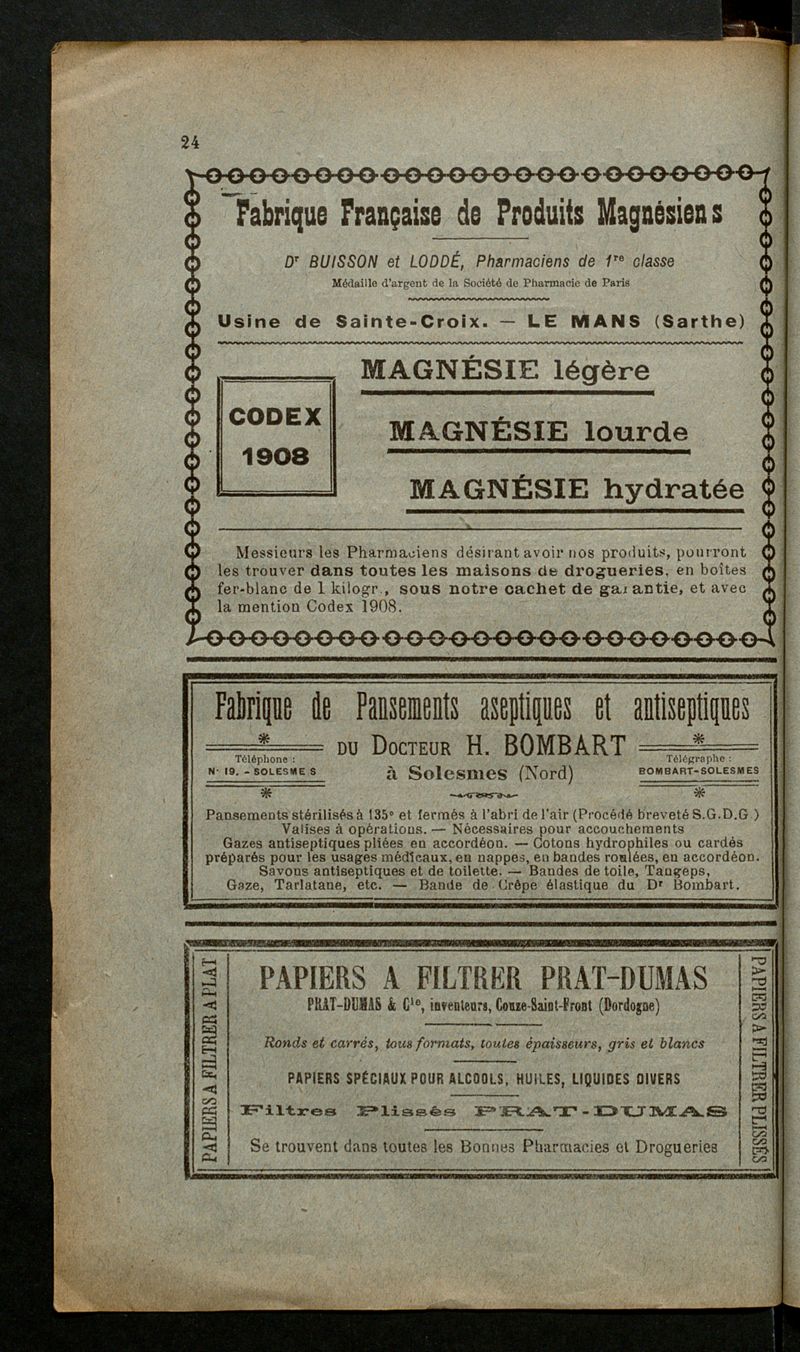 24
Fabrique Française de Produits Magnésiens
Dr BUISSON et LODDÉ, Pharmaciens de 1re classe
Médaille d'argent de la Société de Pharmacie de Paris
Usine de Sainte-Croix. — LE MANS (Sarthe)
MAGNÉSIE légère
CODEX
1908
MAGNÉSIE lourde
MAGNÉSIE hydratée
Messieurs les Pharmaciens désirant avoir nos produits, pourront
les trouver dans toutes les maisons de drogueries, en boîtes
fer-blanc de 1 kilogr., sous notre cachet de garantie, et avec
la mention Codex 1908.
Fabrique de Pansements aseptiques et antiseptiques
DU DOCTEUR H. BOMBART
à Solesmes (Nord)
Téléphone :
N° 19. - SOLESMES
Télégraphe :
BOMBART-SOLESMES
Pansements stérilisés à 135° et fermés à l'abri de l'air (Procédé breveté S.G.D.G.)
Valises à opérations. — Nécessaires pour accouchements
Gazes antiseptiques pliées en accordéon. — Cotons hydrophiles ou cardés
préparés pour les usages médicaux, en nappes, en bandes roulées, en accordéon.
Savons antiseptiques et de toilette. — Bandes de toile, Tangeps,
Gaze, Tarlatane, etc. — Bande de Crêpe élastique du Dr Bombart.
PAPIERS A FILTRER A PLAT
PAPIERS A FILTRER PRAT-DUMAS
PRAT-DUMAS & Cie, inventeurs, Couze-Saint-Front (Dordogne)
Ronds et carrés, tous formats, toutes épaisseurs, gris et blancs
PAPIERS SPÉCIAUX POUR ALCOOLS, HUILES, LIQUIDES DIVERS
Filtres Plissés PRAT-DUMAS
Se trouvent dans toutes les Bonnes Pharmacies et Drogueries
PAPIERS A FILTRER PLISSÉS